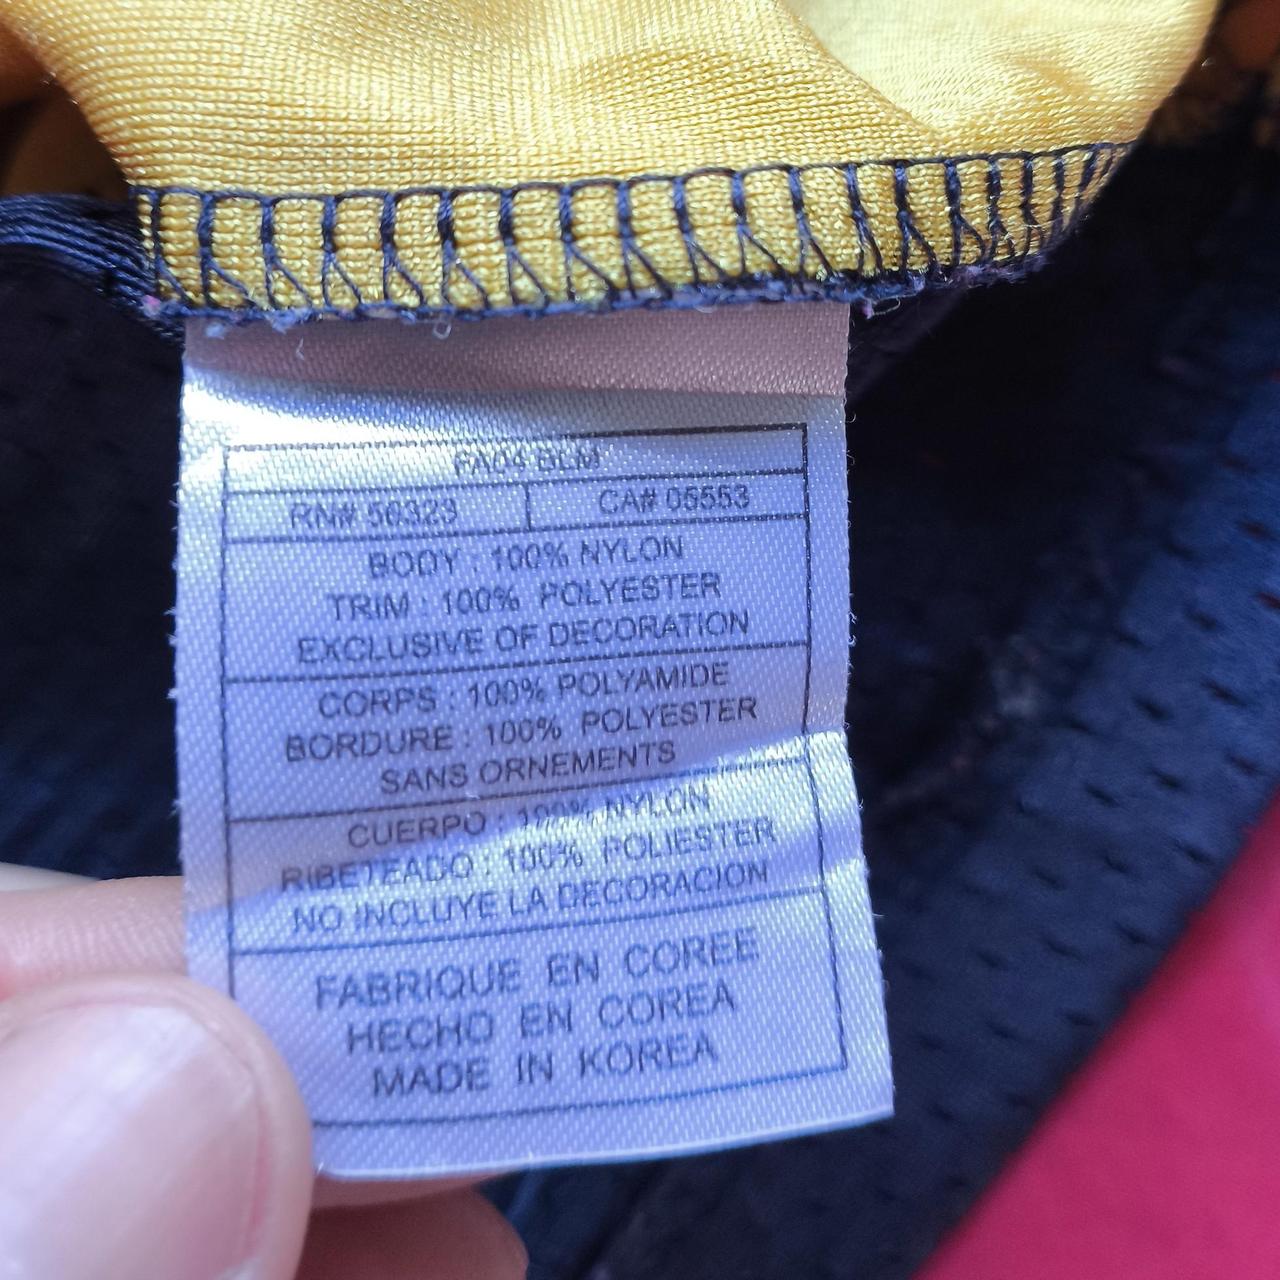 FA04 BLM
RN# 56323 CA# 05553
BODY : 100% NYLON
TRIM : 100% POLYESTER
EXCLUSIVE OF DECORATION
CORPS : 100% POLYAMIDE
BORDURE : 100% POLYESTER
SANS ORNEMENTS
CUERPO : 100% NYLON
RIBETEADO : 100% POLIESTER
NO INCLUYE LA DECORACION
FABRIQUE EN COREE
HECHO EN COREA
MADE IN KOREA